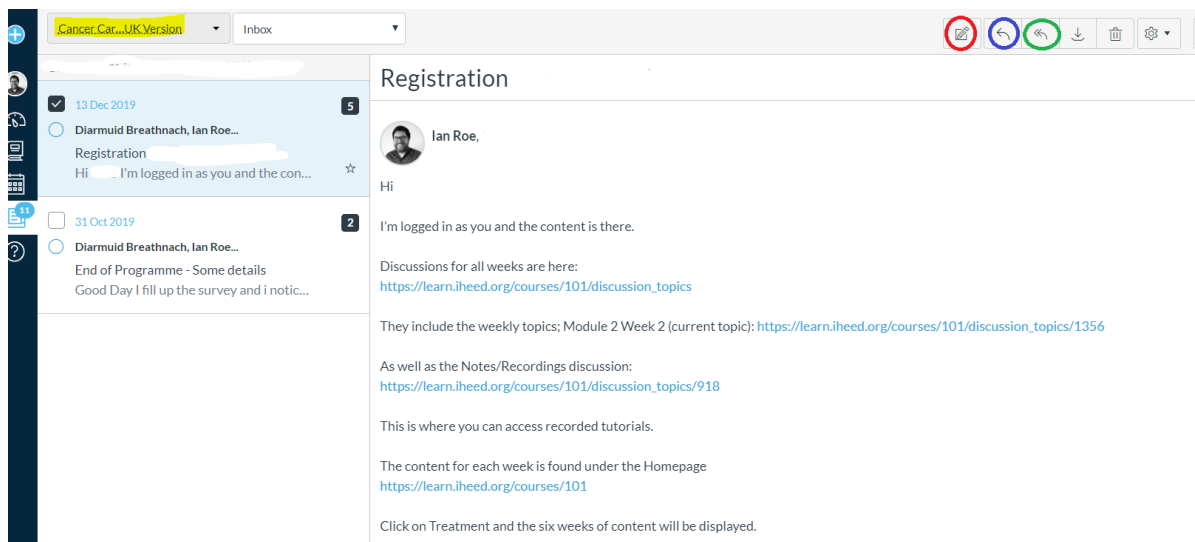 Cancer Car...UK Version
Inbox
Registration
13 Dec 2019
5
Diarmuid Breathnach, Ian Roe...
Registration
Hi I'm logged in as you and the con...
31 Oct 2019
2
Diarmuid Breathnach, Ian Roe...
End of Programme - Some details
Good Day I fill up the survey and i notic...
11
Ian Roe,
Hi
I'm logged in as you and the content is there.
Discussions for all weeks are here:
https://learn.iheed.org/courses/101/discussion_topics
They include the weekly topics; Module 2 Week 2 (current topic): https://learn.iheed.org/courses/101/discussion_topics/1356
As well as the Notes/Recordings discussion:
https://learn.iheed.org/courses/101/discussion_topics/918
This is where you can access recorded tutorials.
The content for each week is found under the Homepage
https://learn.iheed.org/courses/101
Click on Treatment and the six weeks of content will be displayed.